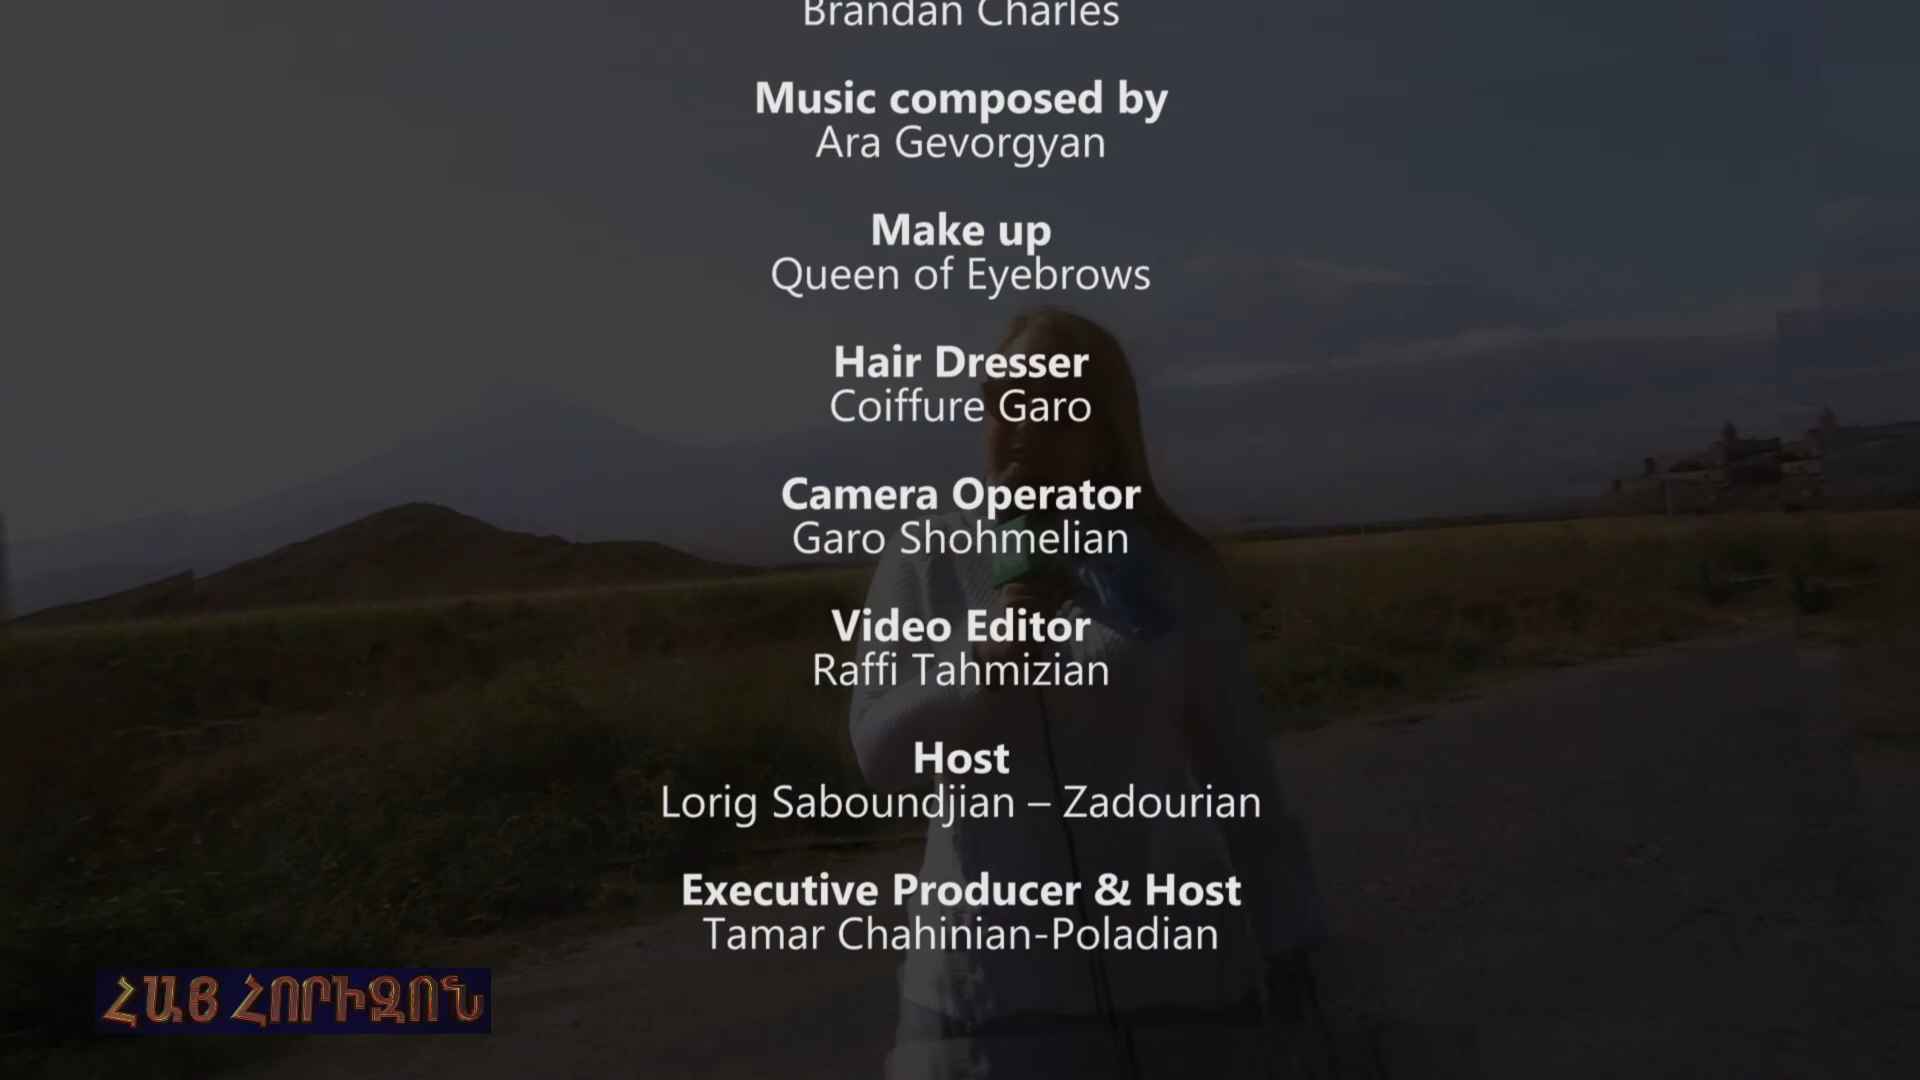 Brandan Charles
Music composed by
Ara Gevorgyan
Make up
Queen of Eyebrows
Hair Dresser
Coiffure Garo
Camera Operator
Garo Shohmelian
Video Editor
Raffi Tahmizian
Host
Lorig Saboundjian – Zadourian
Executive Producer & Host
Tamar Chahinian-Poladian
ՀԱՅ ՀՈՐԻԶՈՆ